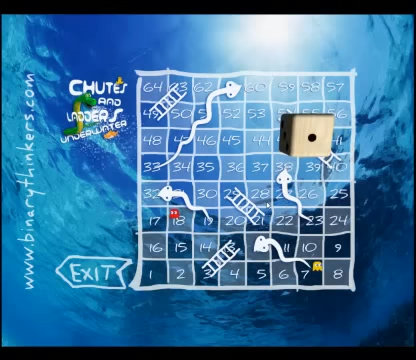 CHUTES
AND
LADDERS
UNDERWATER
www.binarythinkers.com
64 63 62 60 59 58 57
49 50 52 53 55 56
48 45 44 41
33 34 35 36 37 38 39 40
32 30 28 26 25
17 18 19 20 21 22 23 24
16 15 14 11 10 9
1 2 3 4 5 6 7 8
EXIT